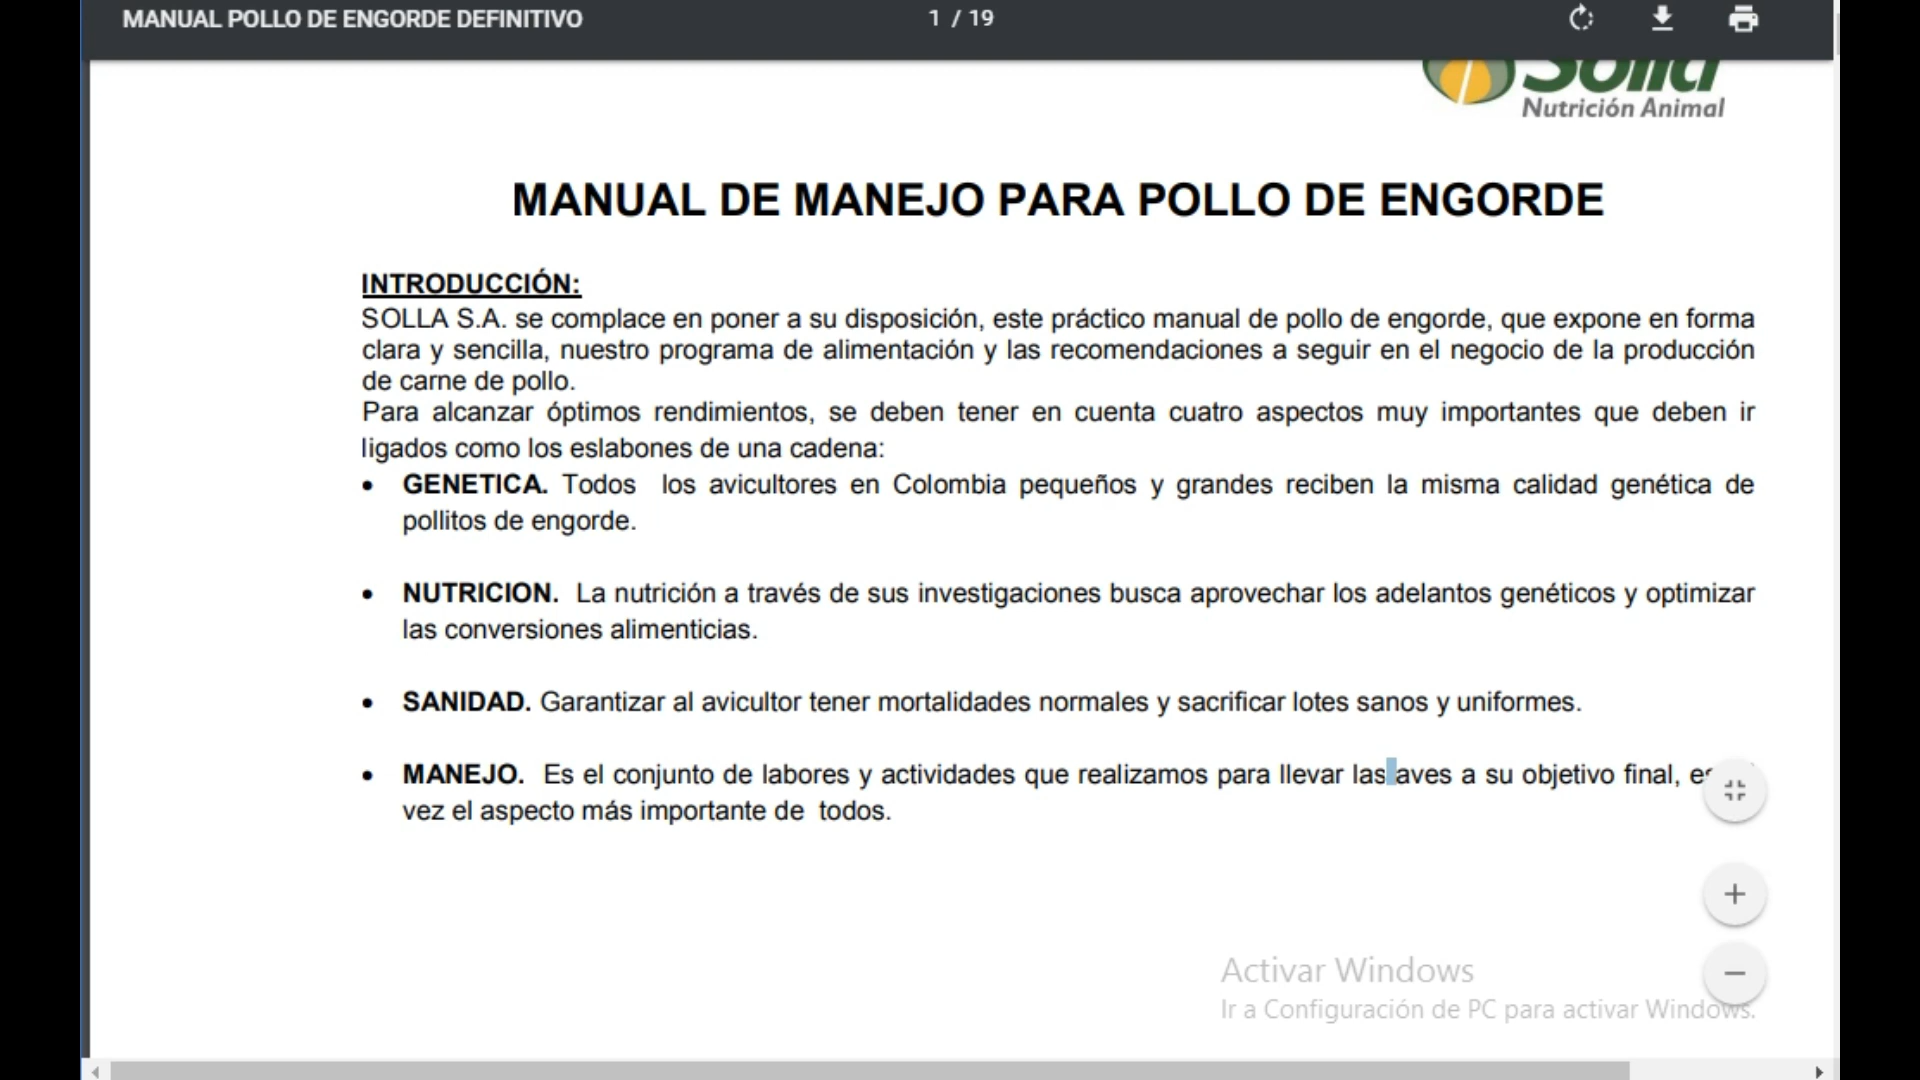 MANUAL POLLO DE ENGORDE DEFINITIVO
1 / 19
Solla
Nutrición Animal
MANUAL DE MANEJO PARA POLLO DE ENGORDE
INTRODUCCIÓN:
SOLLA S.A. se complace en poner a su disposición, este práctico manual de pollo de engorde, que expone en forma
clara y sencilla, nuestro programa de alimentación y las recomendaciones a seguir en el negocio de la producción
de carne de pollo.
Para alcanzar óptimos rendimientos, se deben tener en cuenta cuatro aspectos muy importantes que deben ir
ligados como los eslabones de una cadena:
• GENETICA. Todos los avicultores en Colombia pequeños y grandes reciben la misma calidad genética de
pollitos de engorde.
• NUTRICION. La nutrición a través de sus investigaciones busca aprovechar los adelantos genéticos y optimizar
las conversiones alimenticias.
• SANIDAD. Garantizar al avicultor tener mortalidades normales y sacrificar lotes sanos y uniformes.
• MANEJO. Es el conjunto de labores y actividades que realizamos para llevar las aves a su objetivo final,
vez el aspecto más importante de todos.
Activar Windows
Ir a Configuración de PC para activar Windows.